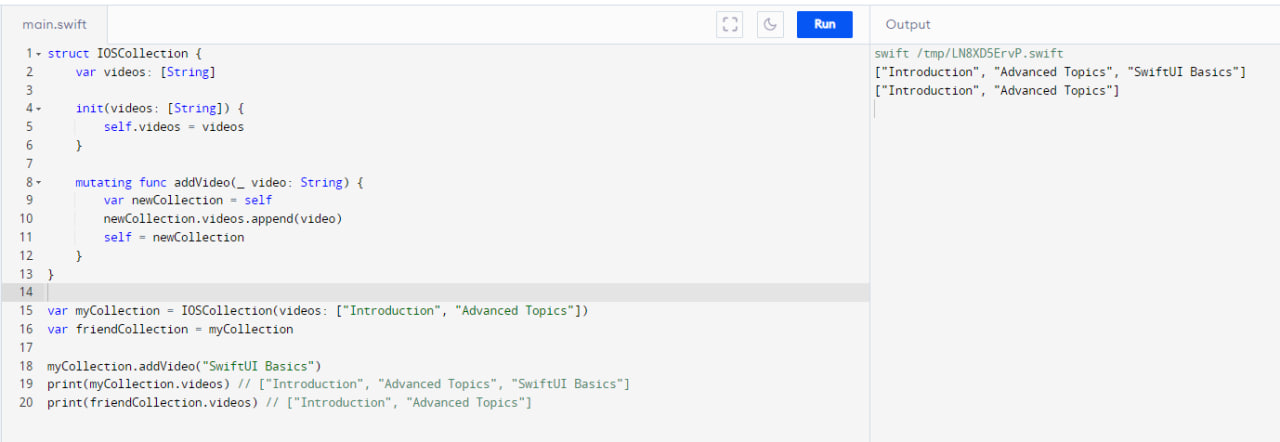 main.swift
Run
Output
1 struct IOSCollection {
2 var videos: [String]
3
4 init(videos: [String]) {
5 self.videos = videos
6 }
7
8 mutating func addVideo(_ video: String) {
9 var newCollection = self
10 newCollection.videos.append(video)
11 self = newCollection
12 }
13 }
14
15 var myCollection = IOSCollection(videos: ["Introduction", "Advanced Topics"])
16 var friendCollection = myCollection
17
18 myCollection.addVideo("SwiftUI Basics")
19 print(myCollection.videos) // ["Introduction", "Advanced Topics", "SwiftUI Basics"]
20 print(friendCollection.videos) // ["Introduction", "Advanced Topics"]
swift /tmp/LN8XD5ErvP.swift
["Introduction", "Advanced Topics", "SwiftUI Basics"]
["Introduction", "Advanced Topics"]